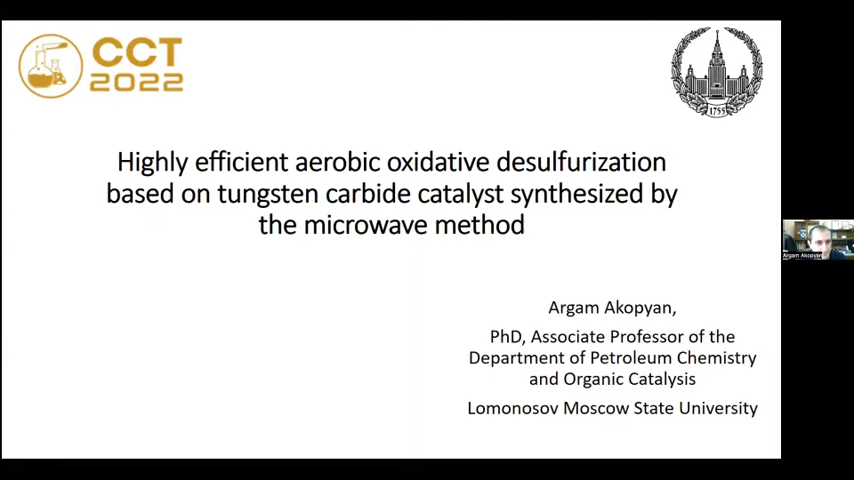 CCT
2022
1755
Highly efficient aerobic oxidative desulfurization
based on tungsten carbide catalyst synthesized by
the microwave method
Argam Akopyan
Argam Akopyan,
PhD, Associate Professor of the
Department of Petroleum Chemistry
and Organic Catalysis
Lomonosov Moscow State University